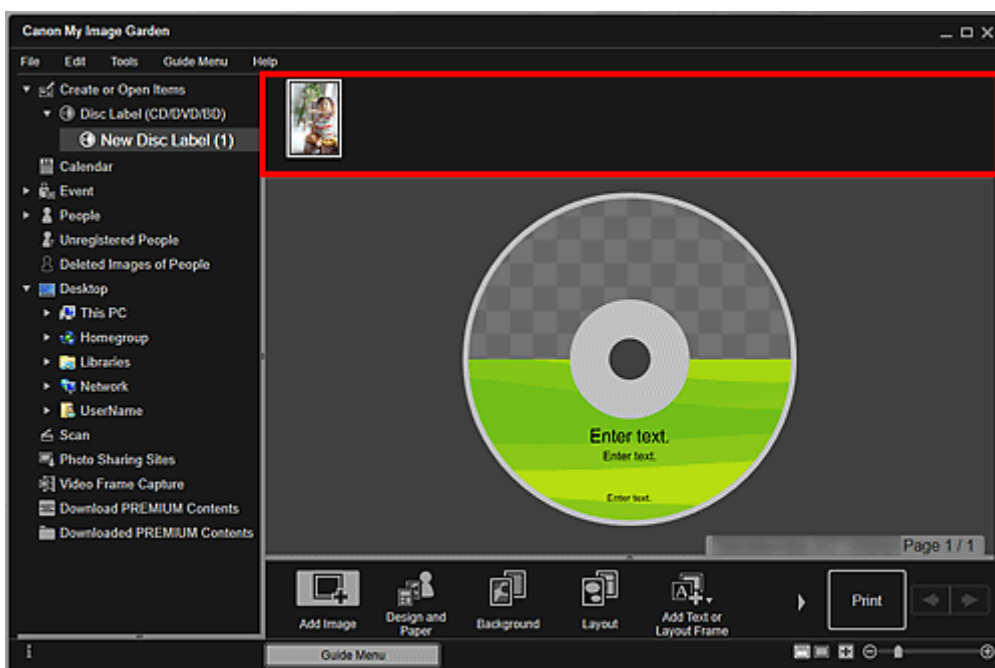 Canon My Image Garden
File Edit Tools Guide Menu Help
Create or Open Items
Disc Label (CD/DVD/BD)
New Disc Label (1)
Calendar
Event
People
Unregistered People
Deleted Images of People
Desktop
This PC
Homegroup
Libraries
Network
UserName
Scan
Photo Sharing Sites
Video Frame Capture
Download PREMIUM Contents
Downloaded PREMIUM Contents
Enter text.
Enter text.
Enter text.
Page 1 / 1
Add Image
Design and
Paper
Background
Layout
Add Text or
Layout Frame
Print
Guide Menu